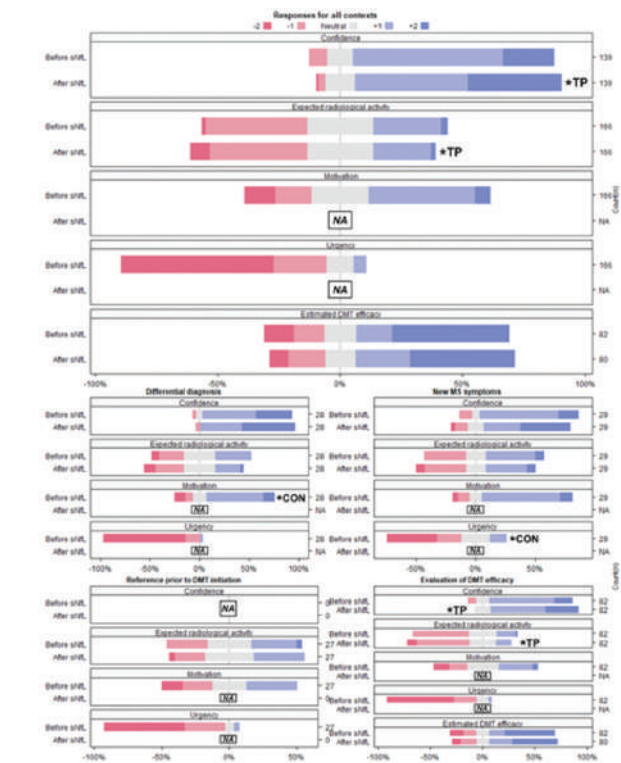 Responses for all contexts
-2 -1 Neutral +1 +2
Confidence
Before sNfL 139
After sNfL 139
*TP
Expected radiological activity
Before sNfL 166
After sNfL 166
*TP
Motivation
Before sNfL 166
After sNfL NA
NA
Count(n)
Urgency
Before sNfL 166
After sNfL NA
NA
Estimated DMT efficacy
Before sNfL 82
After sNfL 80
-100% -50% 0% 50% 100%
Differential diagnosis
Confidence
Before sNfL 28
After sNfL 28
Expected radiological activity
Before sNfL 28
After sNfL 28
Motivation
Before sNfL *CON 28
After sNfL NA NA
Urgency
Before sNfL 28
After sNfL NA NA
-100% -50% 0% 50% 100%
New MS symptoms
Confidence
Before sNfL 29
After sNfL 29
Expected radiological activity
Before sNfL 29
After sNfL 29
Motivation
Before sNfL 29
After sNfL NA NA
Urgency
Before sNfL *CON 29
After sNfL NA NA
-100% -50% 0% 50% 100%
Count(n)
Reference prior to DMT initiation
Confidence
Before sNfL 0
After sNfL 0
NA
Expected radiological activity
Before sNfL 27
After sNfL 27
Motivation
Before sNfL 27
After sNfL NA 0
Urgency
Before sNfL 27
After sNfL NA 0
-100% -50% 0% 50%
Evaluation of DMT efficacy
Confidence
Before sNfL 82
After sNfL *TP 82
Expected radiological activity
Before sNfL 82
After sNfL *TP 82
Motivation
Before sNfL 82
After sNfL NA NA
Urgency
Before sNfL 82
After sNfL NA NA
Estimated DMT efficacy
Before sNfL 82
After sNfL 80
-100% -50% 0% 50% 100%